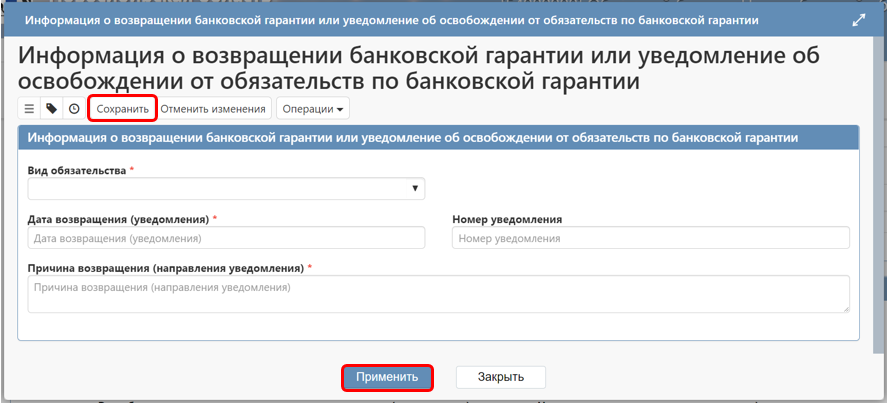 Информация о возвращении банковской гарантии или уведомление об освобождении от обязательств по банковской гарантии
Информация о возвращении банковской гарантии или уведомление об
освобождении от обязательств по банковской гарантии
Сохранить Отменить изменения Операции
Информация о возвращении банковской гарантии или уведомление об освобождении от обязательств по банковской гарантии
Вид обязательства *
Дата возвращения (уведомления) * Номер уведомления
Дата возвращения (уведомления) Номер уведомления
Причина возвращения (направления уведомления) *
Причина возвращения (направления уведомления)
Применить Закрыть